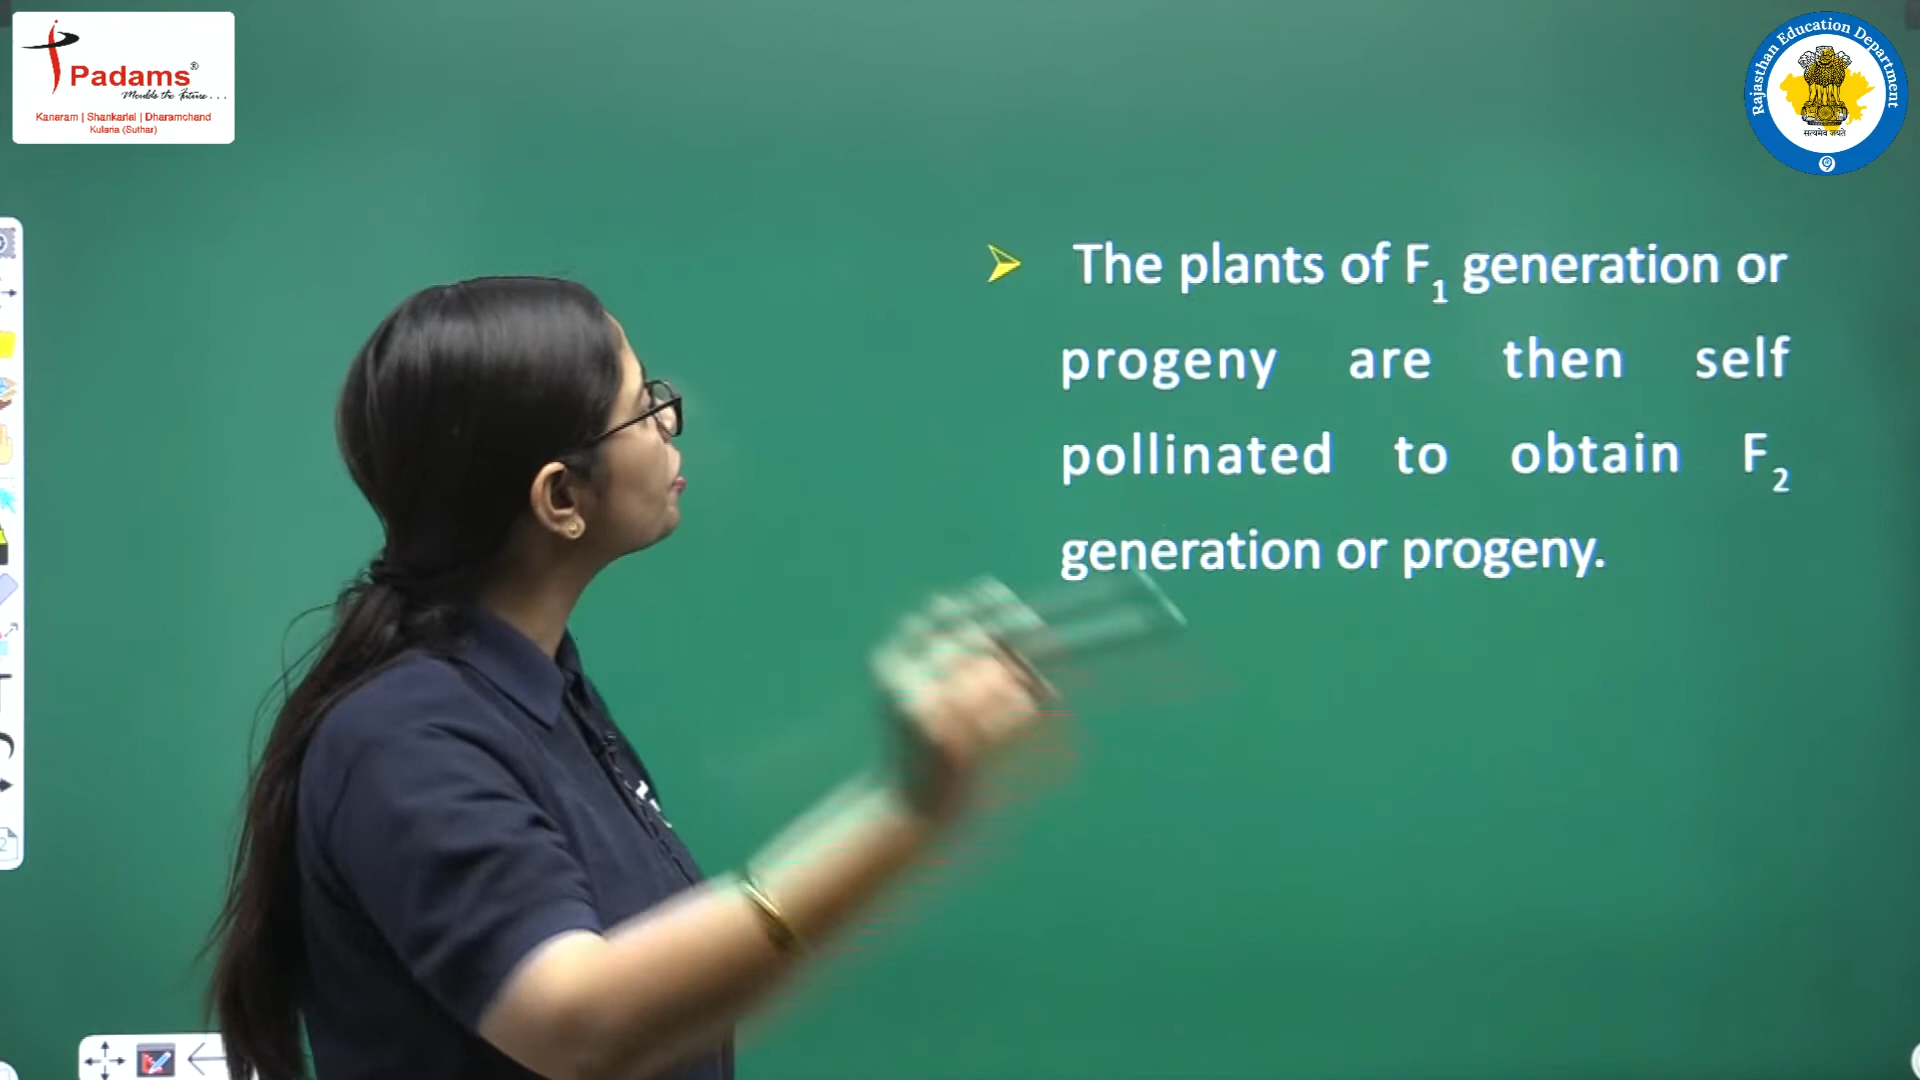 Padams®
Moulds the Future...
Kanaram | Shankarlal | Dharamchand
Kularia (Suthar)
Rajasthan Education Department
सत्यमेव जयते
➢ The plants of F₁ generation or
progeny are then self
pollinated to obtain F₂
generation or progeny.